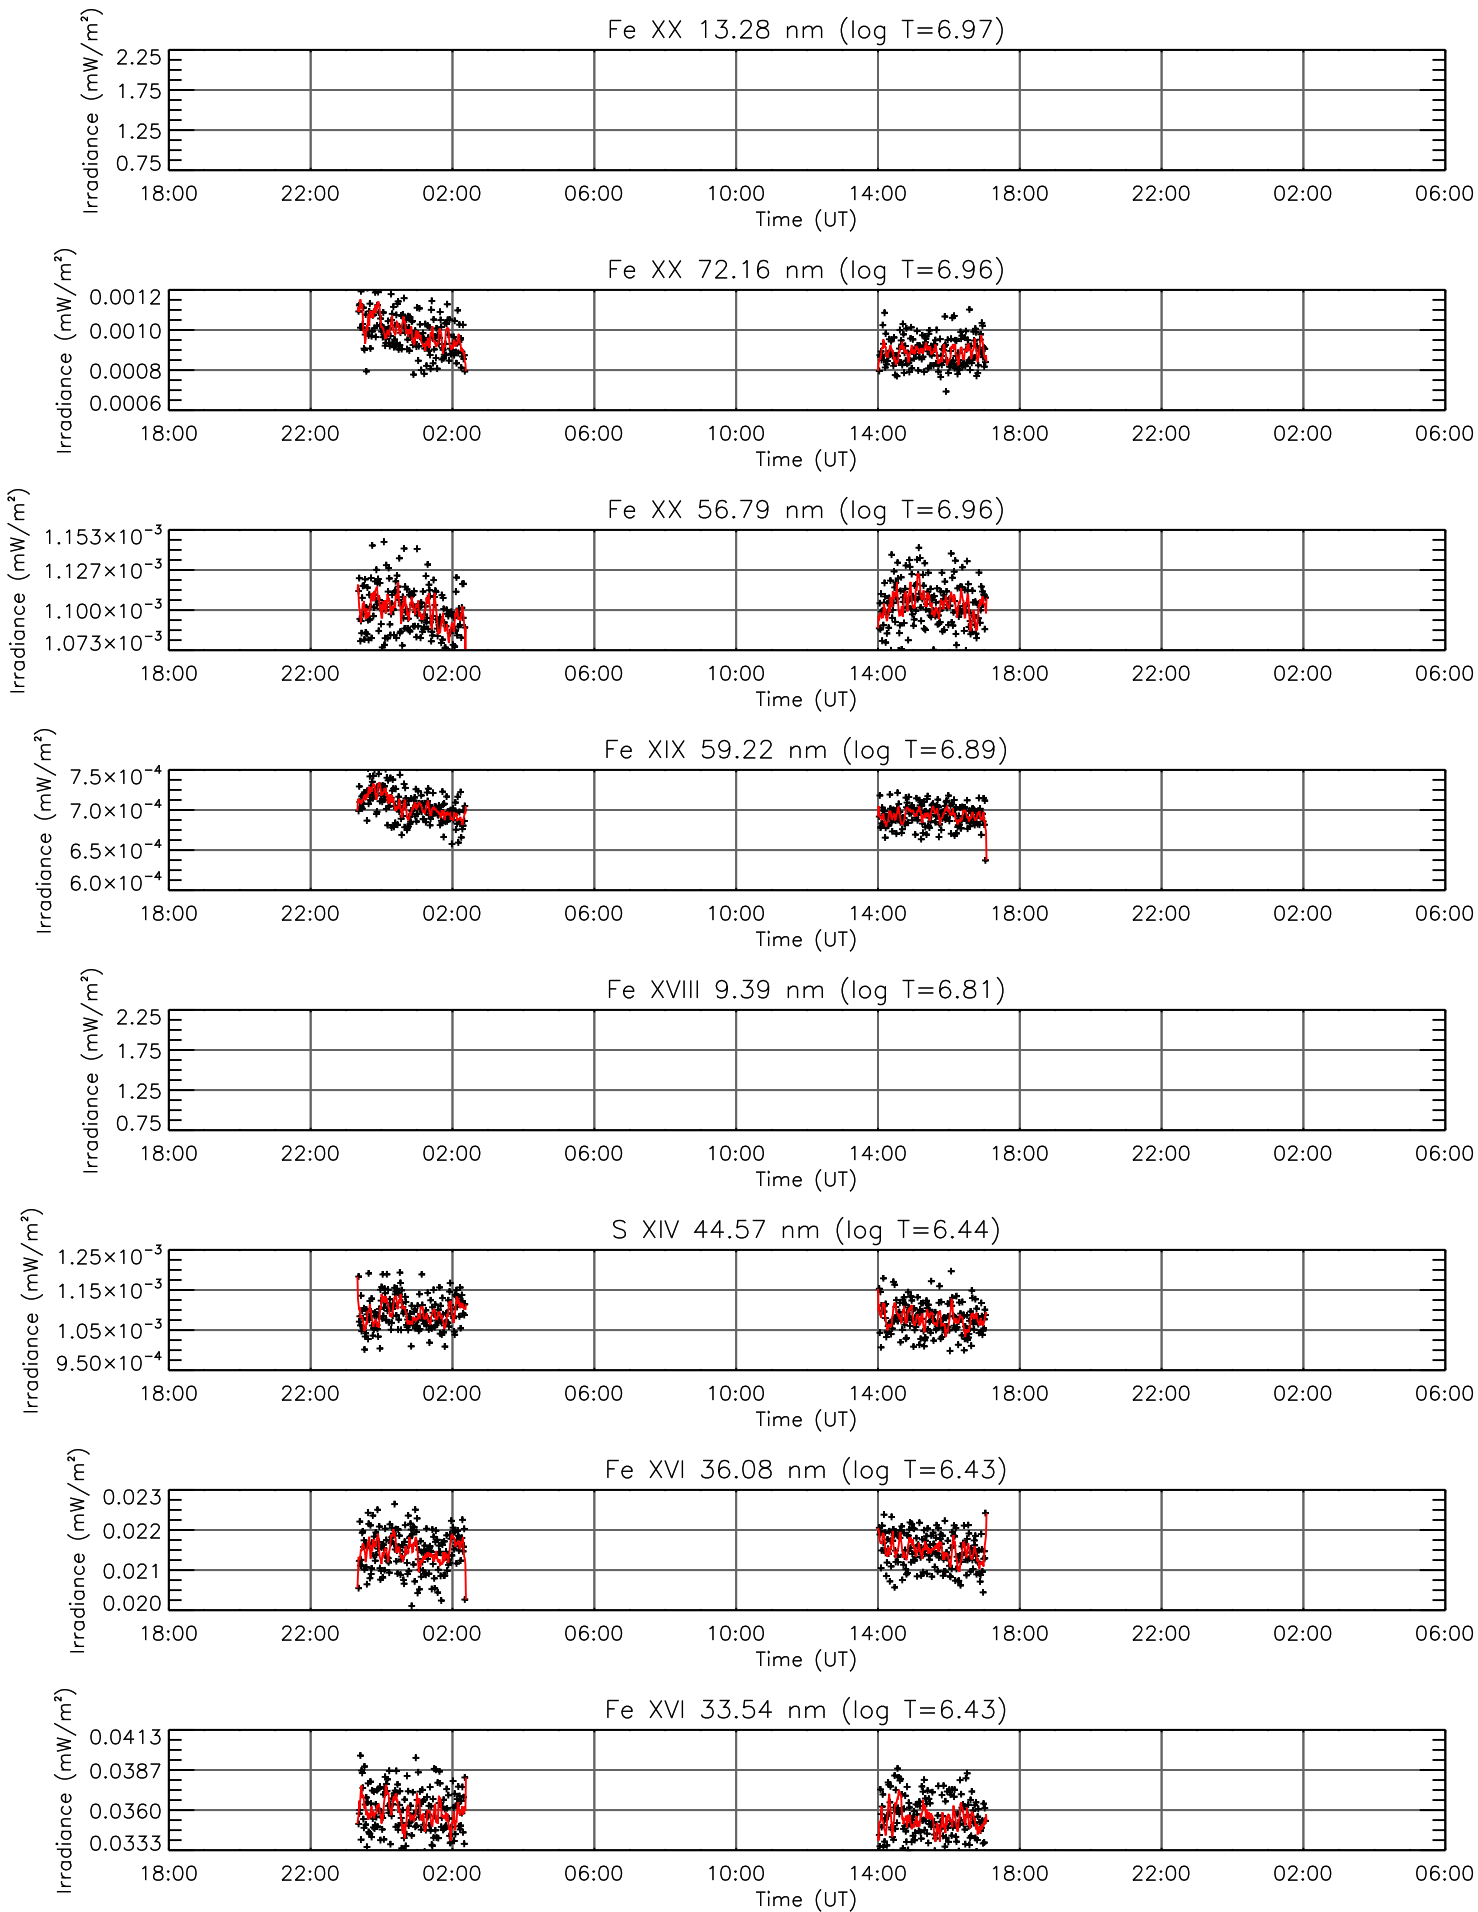 Fe XX 13.28 nm (log T=6.97)
Irradiance (mW/m²)
2.25
1.75
1.25
0.75
18:00 22:00 02:00 06:00 10:00 14:00 18:00 22:00 02:00 06:00
Time (UT)
Fe XX 72.16 nm (log T=6.96)
Irradiance (mW/m²)
0.0012
0.0010
0.0008
0.0006
18:00 22:00 02:00 06:00 10:00 14:00 18:00 22:00 02:00 06:00
Time (UT)
Fe XX 56.79 nm (log T=6.96)
Irradiance (mW/m²)
1.153×10⁻³
1.127×10⁻³
1.100×10⁻³
1.073×10⁻³
18:00 22:00 02:00 06:00 10:00 14:00 18:00 22:00 02:00 06:00
Time (UT)
Fe XIX 59.22 nm (log T=6.89)
Irradiance (mW/m²)
7.5×10⁻⁴
7.0×10⁻⁴
6.5×10⁻⁴
6.0×10⁻⁴
18:00 22:00 02:00 06:00 10:00 14:00 18:00 22:00 02:00 06:00
Time (UT)
Fe XVIII 9.39 nm (log T=6.81)
Irradiance (mW/m²)
2.25
1.75
1.25
0.75
18:00 22:00 02:00 06:00 10:00 14:00 18:00 22:00 02:00 06:00
Time (UT)
S XIV 44.57 nm (log T=6.44)
Irradiance (mW/m²)
1.25×10⁻³
1.15×10⁻³
1.05×10⁻³
9.50×10⁻⁴
18:00 22:00 02:00 06:00 10:00 14:00 18:00 22:00 02:00 06:00
Time (UT)
Fe XVI 36.08 nm (log T=6.43)
Irradiance (mW/m²)
0.023
0.022
0.021
0.020
18:00 22:00 02:00 06:00 10:00 14:00 18:00 22:00 02:00 06:00
Time (UT)
Fe XVI 33.54 nm (log T=6.43)
Irradiance (mW/m²)
0.0413
0.0387
0.0360
0.0333
18:00 22:00 02:00 06:00 10:00 14:00 18:00 22:00 02:00 06:00
Time (UT)